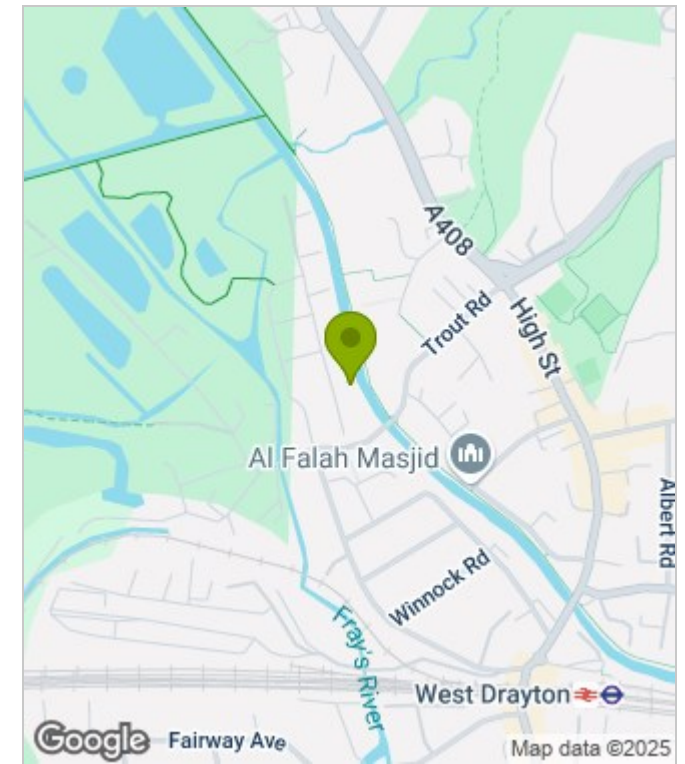 A408
Trout Rd
High St
Al Falah Masjid
Albert Rd
Winnock Rd
Fray's River
West Drayton
Google
Fairway Ave
Map data ©2025